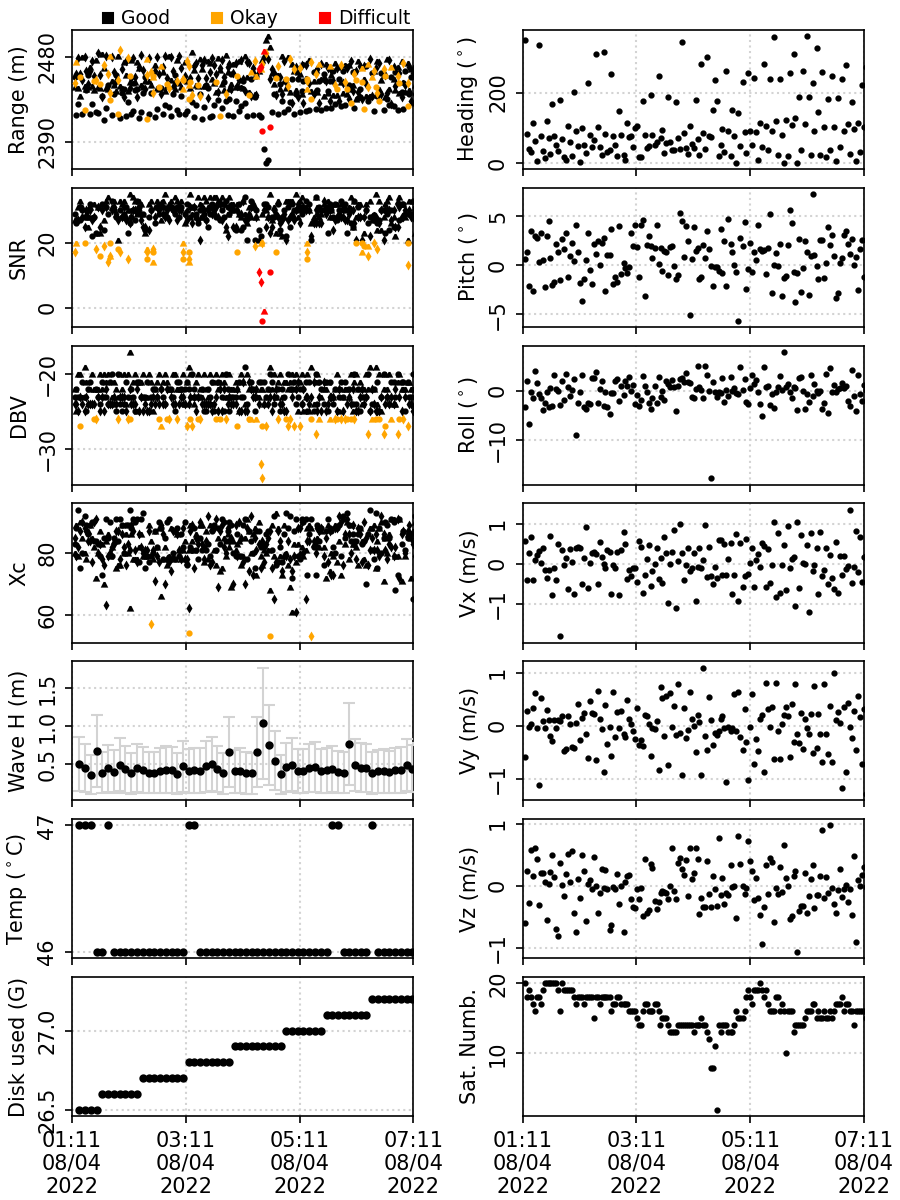 Good Okay Difficult
Range (m)
2480
2390
Heading (°)
200
0
SNR
20
0
Pitch (°)
5
0
−5
DBV
−20
−30
Roll (°)
0
−10
Xc
80
60
Vx (m/s)
1
0
−1
Wave H (m)
1.5
1.0
0.5
Vy (m/s)
1
0
−1
Temp (°C)
47
46
Vz (m/s)
1
0
−1
Disk used (G)
27.0
26.5
Sat. Numb.
20
10
01:11 03:11 05:11 07:11 01:11 03:11 05:11 07:11
08/04 08/04 08/04 08/04 08/04 08/04 08/04 08/04
2022 2022 2022 2022 2022 2022 2022 2022